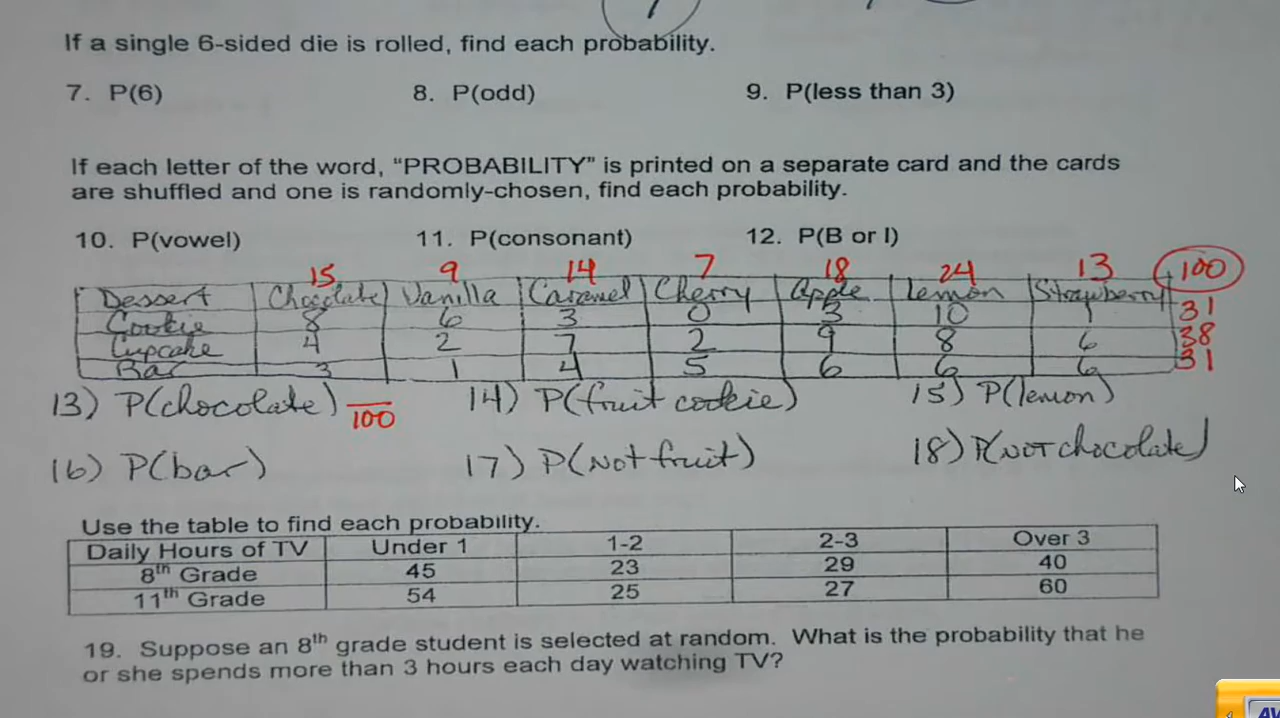 If a single 6-sided die is rolled, find each probability.
7. P(6) 8. P(odd) 9. P(less than 3)
If each letter of the word, “PROBABILITY” is printed on a separate card and the cards
are shuffled and one is randomly-chosen, find each probability.
10. P(vowel) 11. P(consonant) 12. P(B or I)
15 9 14 7 18 24 13 100
Dessert Chocolate Vanilla Caramel Cherry Apple Lemon Strawberry
Cookie 8 6 3 0 3 10 1 31
Cupcake 4 2 7 2 9 8 6 38
Bar 3 1 4 5 6 6 6 31
13) P(chocolate) 100 14) P(fruit cookie) 15) P(lemon)
16) P(bar) 17) P(Not fruit) 18) P(NOT chocolate)
Use the table to find each probability.
Daily Hours of TV Under 1 1-2 2-3 Over 3
8th Grade 45 23 29 40
11th Grade 54 25 27 60
19. Suppose an 8th grade student is selected at random. What is the probability that he
or she spends more than 3 hours each day watching TV?